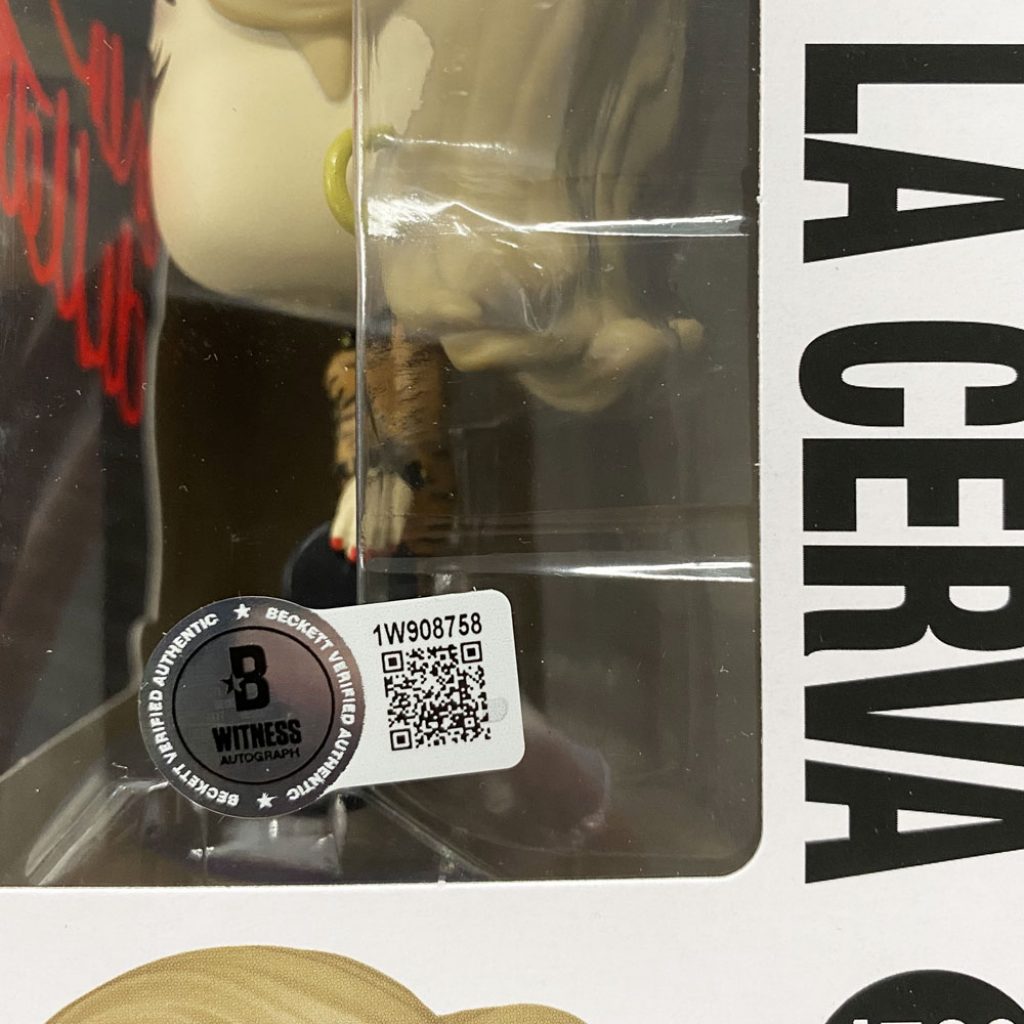 LA CERVA
BECKETT VERIFIED AUTHENTIC
BECKETT VERIFIED AUTHENTIC
B
WITNESS
AUTOGRAPH
1W908758